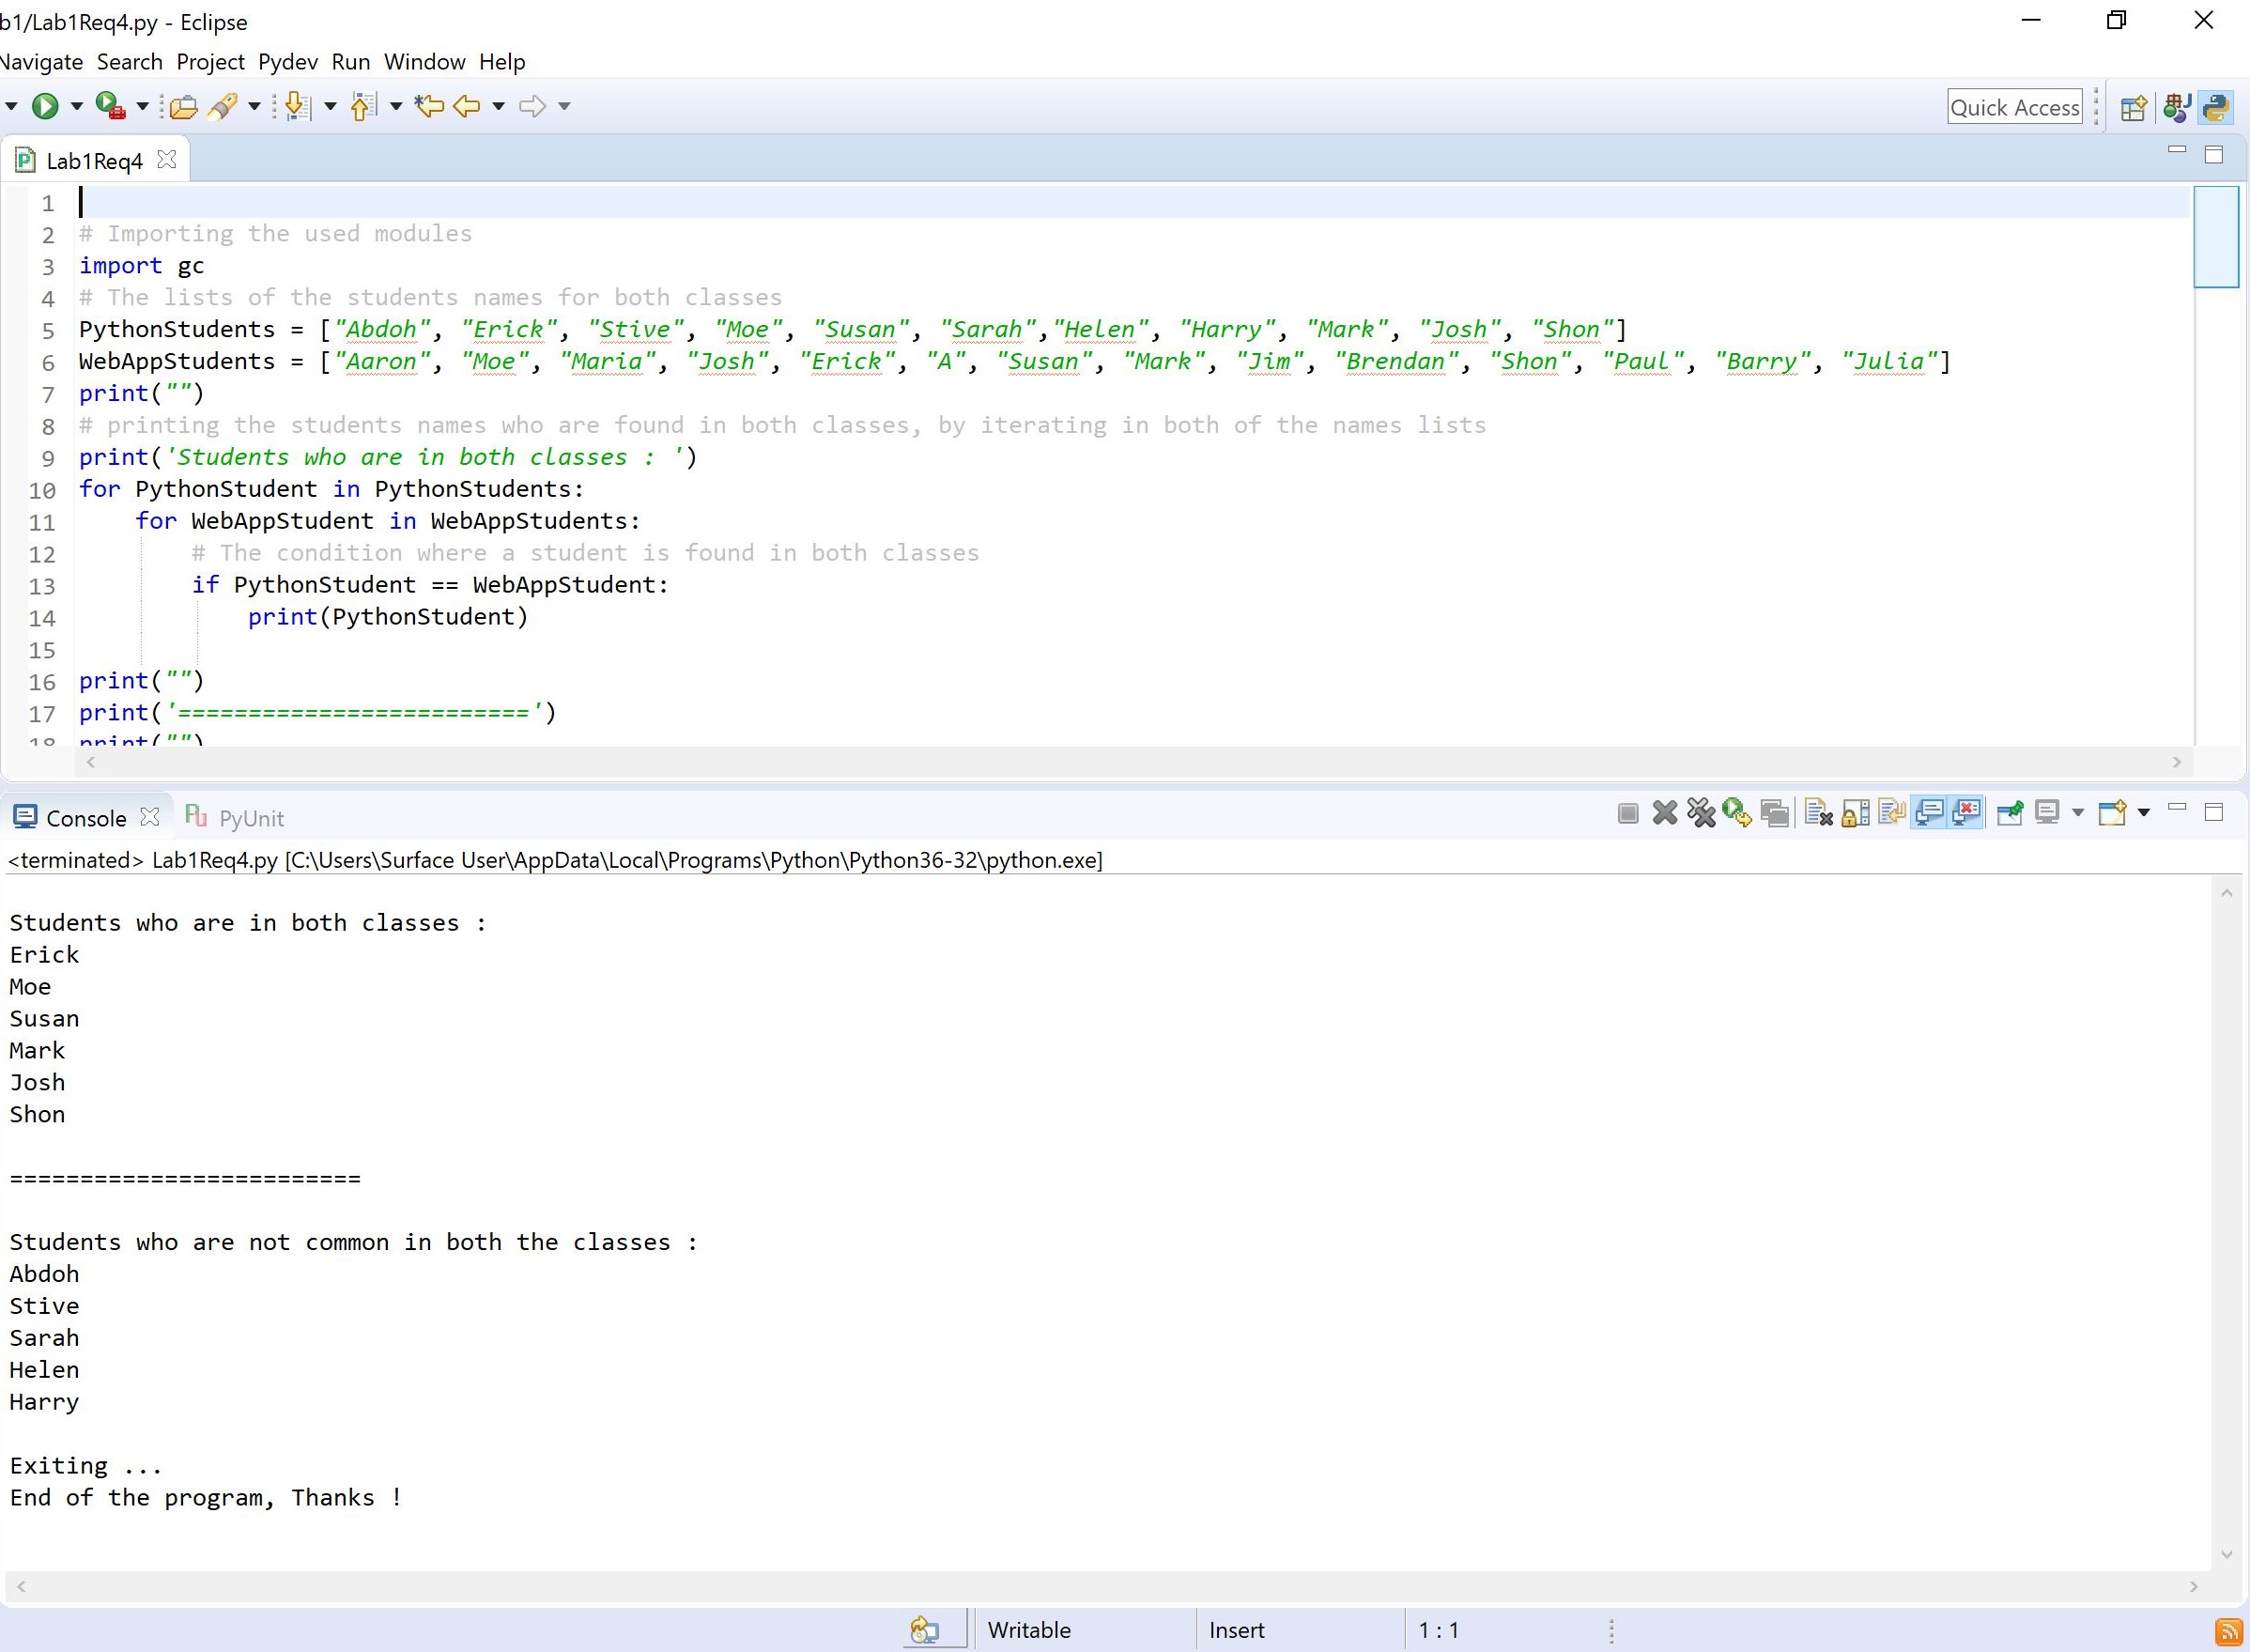 b1/Lab1Req4.py - Eclipse
Navigate Search Project Pydev Run Window Help
Quick Access
Lab1Req4
1
2 # Importing the used modules
3 import gc
4 # The lists of the students names for both classes
5 PythonStudents = ["Abdoh", "Erick", "Stive", "Moe", "Susan", "Sarah","Helen", "Harry", "Mark", "Josh", "Shon"]
6 WebAppStudents = ["Aaron", "Moe", "Maria", "Josh", "Erick", "A", "Susan", "Mark", "Jim", "Brendan", "Shon", "Paul", "Barry", "Julia"]
7 print("")
8 # printing the students names who are found in both classes, by iterating in both of the names lists
9 print('Students who are in both classes : ')
10 for PythonStudent in PythonStudents:
11     for WebAppStudent in WebAppStudents:
12         # The condition where a student is found in both classes
13         if PythonStudent == WebAppStudent:
14             print(PythonStudent)
15
16 print("")
17 print('=========================')
18 print("")
Console PyUnit
<terminated> Lab1Req4.py [C:\Users\Surface User\AppData\Local\Programs\Python\Python36-32\python.exe]
Students who are in both classes :
Erick
Moe
Susan
Mark
Josh
Shon
=========================
Students who are not common in both the classes :
Abdoh
Stive
Sarah
Helen
Harry
Exiting ...
End of the program, Thanks !
Writable Insert 1 : 1